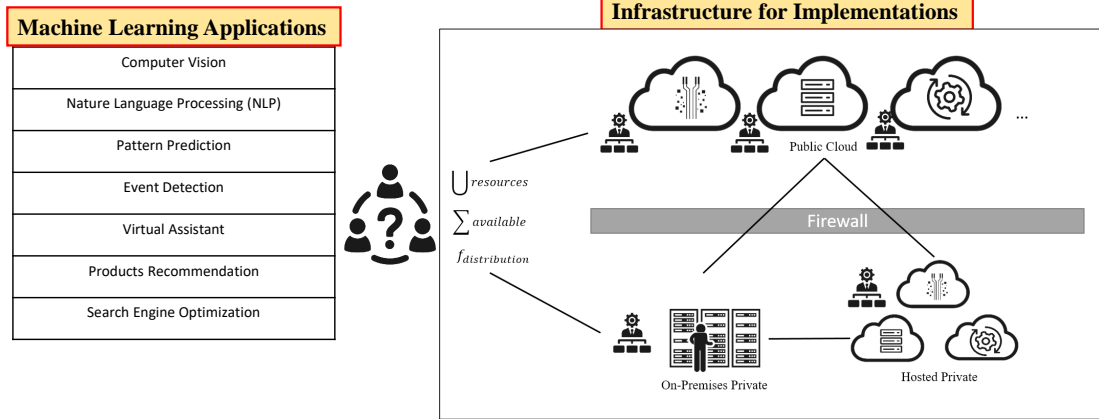 Machine Learning Applications
Computer Vision
Nature Language Processing (NLP)
Pattern Prediction
Event Detection
Virtual Assistant
Products Recommendation
Search Engine Optimization
?
⋃ resources
∑ available
f distribution
Infrastructure for Implementations
...
Public Cloud
Firewall
On-Premises Private
Hosted Private